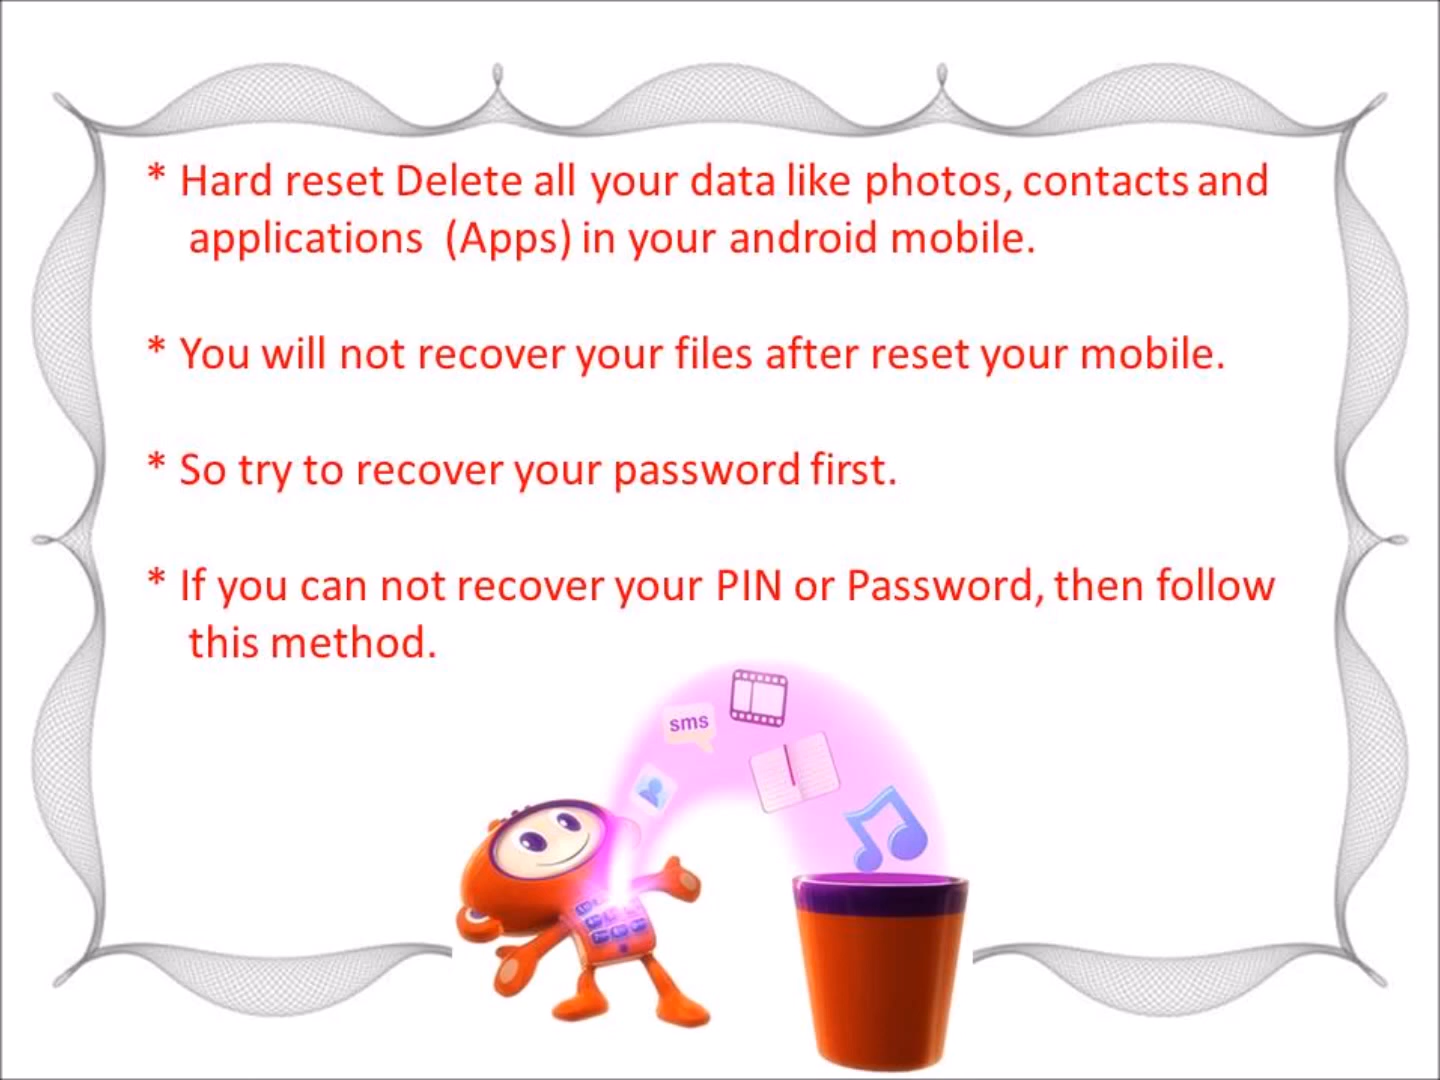 * Hard reset Delete all your data like photos, contacts and
applications (Apps) in your android mobile.
* You will not recover your files after reset your mobile.
* So try to recover your password first.
* If you can not recover your PIN or Password, then follow
this method.
sms